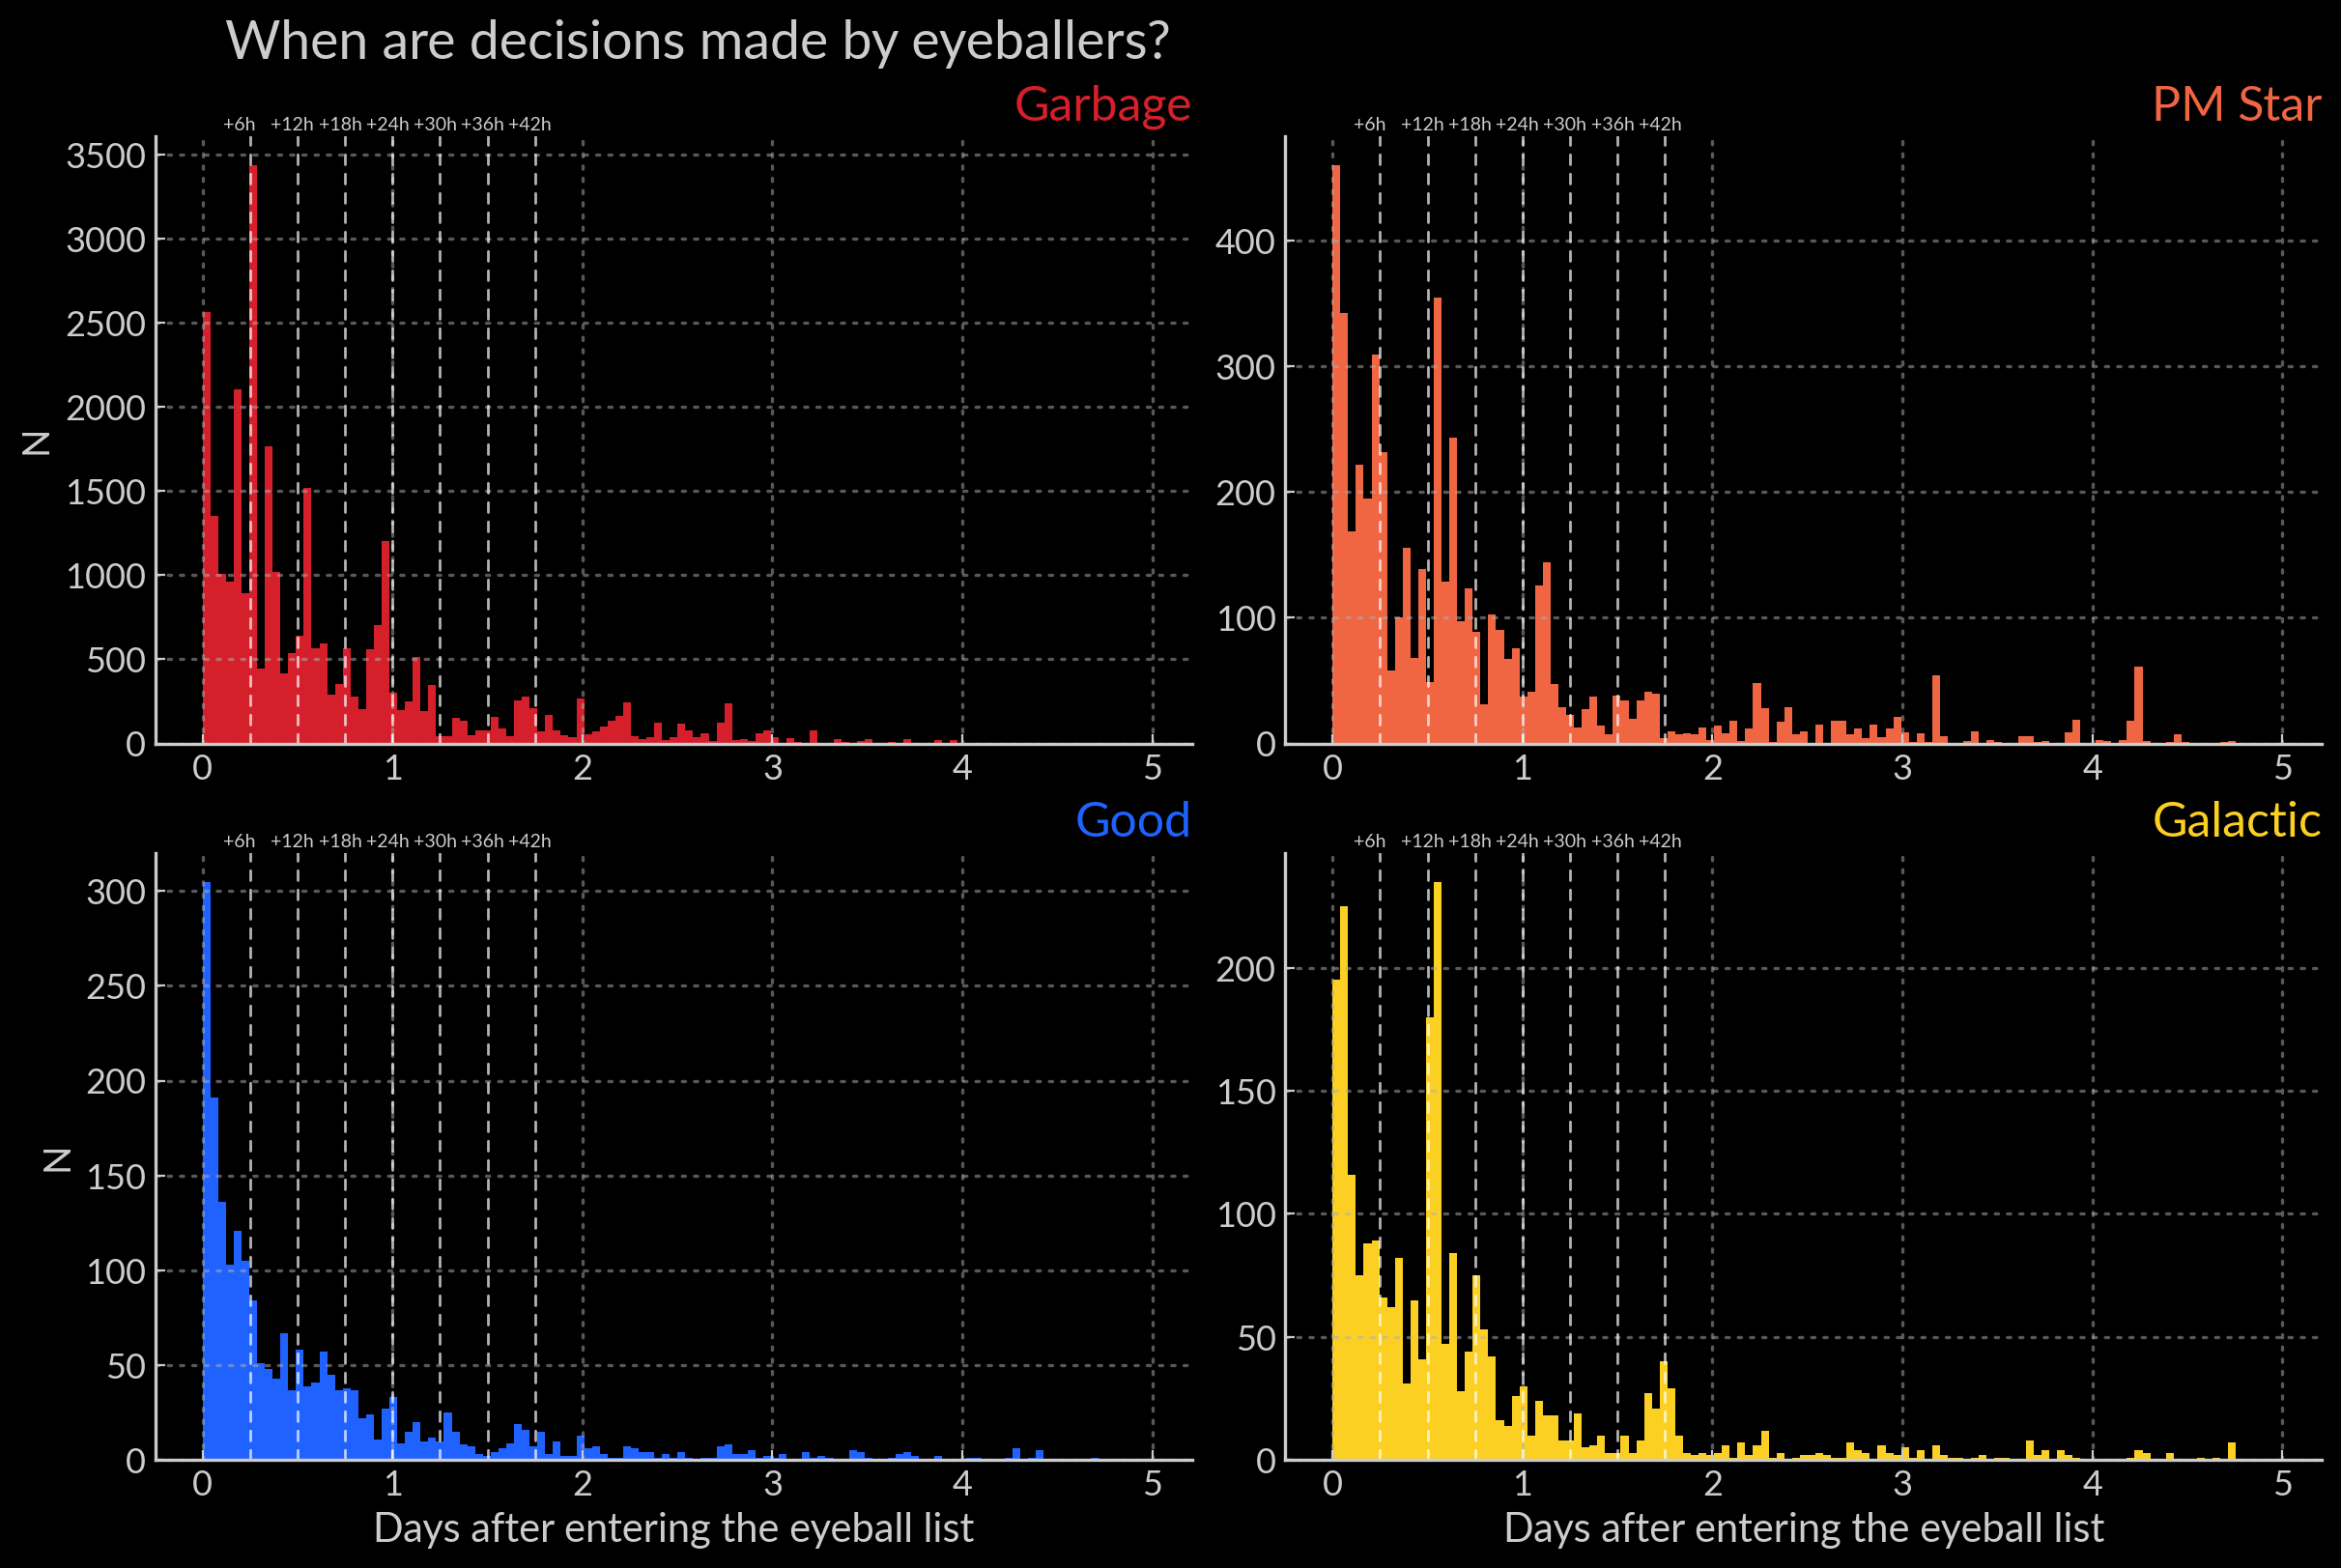 When are decisions made by eyeballers?
Garbage
+6h +12h +18h +24h +30h +36h +42h
3500
3000
2500
2000
1500
1000
500
0
N
0 1 2 3 4 5
PM Star
+6h +12h +18h +24h +30h +36h +42h
400
300
200
100
0
0 1 2 3 4 5
Good
+6h +12h +18h +24h +30h +36h +42h
300
250
200
150
100
50
0
N
0 1 2 3 4 5
Days after entering the eyeball list
Galactic
+6h +12h +18h +24h +30h +36h +42h
200
150
100
50
0
0 1 2 3 4 5
Days after entering the eyeball list